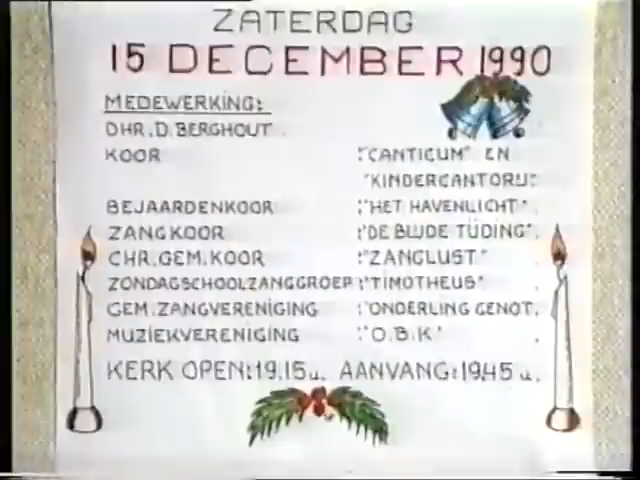 ZATERDAG
15 DECEMBER 1990
MEDEWERKING:
DHR. D. BERGHOUT
KOOR :"CANTICUM" EN
"KINDERCANTORIJ"
BEJAARDENKOOR :"HET HAVENLICHT".
ZANGKOOR :"DE BLIJDE TIJDING".
CHR. GEM. KOOR :"ZANGLUST".
ZONDAGSCHOOLZANGGROEP :"TIMOTHEUS"
GEM. ZANGVERENIGING :"ONDERLING GENOT.
MUZIEKVERENIGING :"O.B.K" .
KERK OPEN: 19.15 u. AANVANG: 19.45 u.